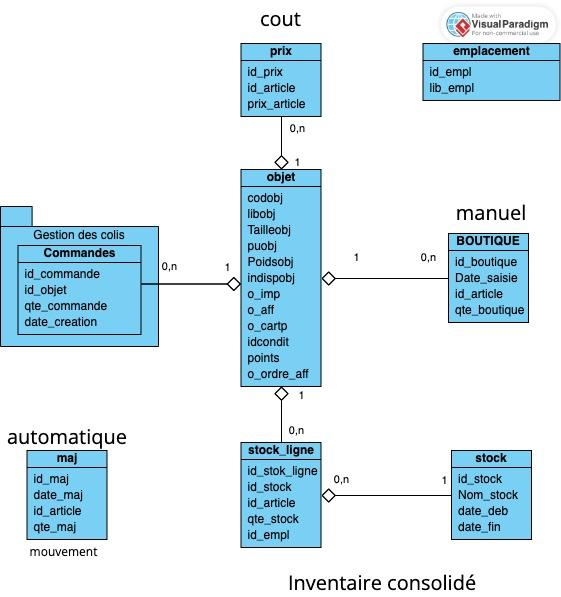 cout
Made with
VisualParadigm
For non-commercial use
prix
id_prix
id_article
prix_article
emplacement
id_empl
lib_empl
0,n
1
objet
codobj
libobj
Tailleobj
puobj
Poidsobj
indispobj
o_imp
o_aff
o_cartp
idcondit
points
o_ordre_aff
Gestion des colis
Commandes
id_commande
id_objet
qte_commande
date_creation
0,n
1
manuel
BOUTIQUE
id_boutique
Date_saisie
id_article
qte_boutique
1
0,n
1
0,n
automatique
maj
id_maj
date_maj
id_article
qte_maj
mouvement
stock_ligne
id_stok_ligne
id_stock
id_article
qte_stock
id_empl
0,n
1
stock
id_stock
Nom_stock
date_deb
date_fin
Inventaire consolidé